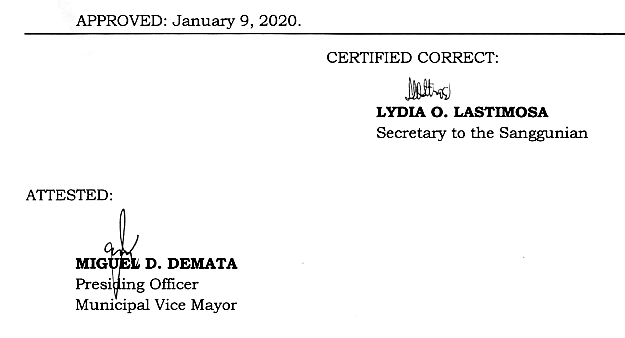 APPROVED: January 9, 2020.
CERTIFIED CORRECT:
LYDIA O. LASTIMOSA
Secretary to the Sanggunian
ATTESTED:
MIGUEL D. DEMATA
Presiding Officer
Municipal Vice Mayor